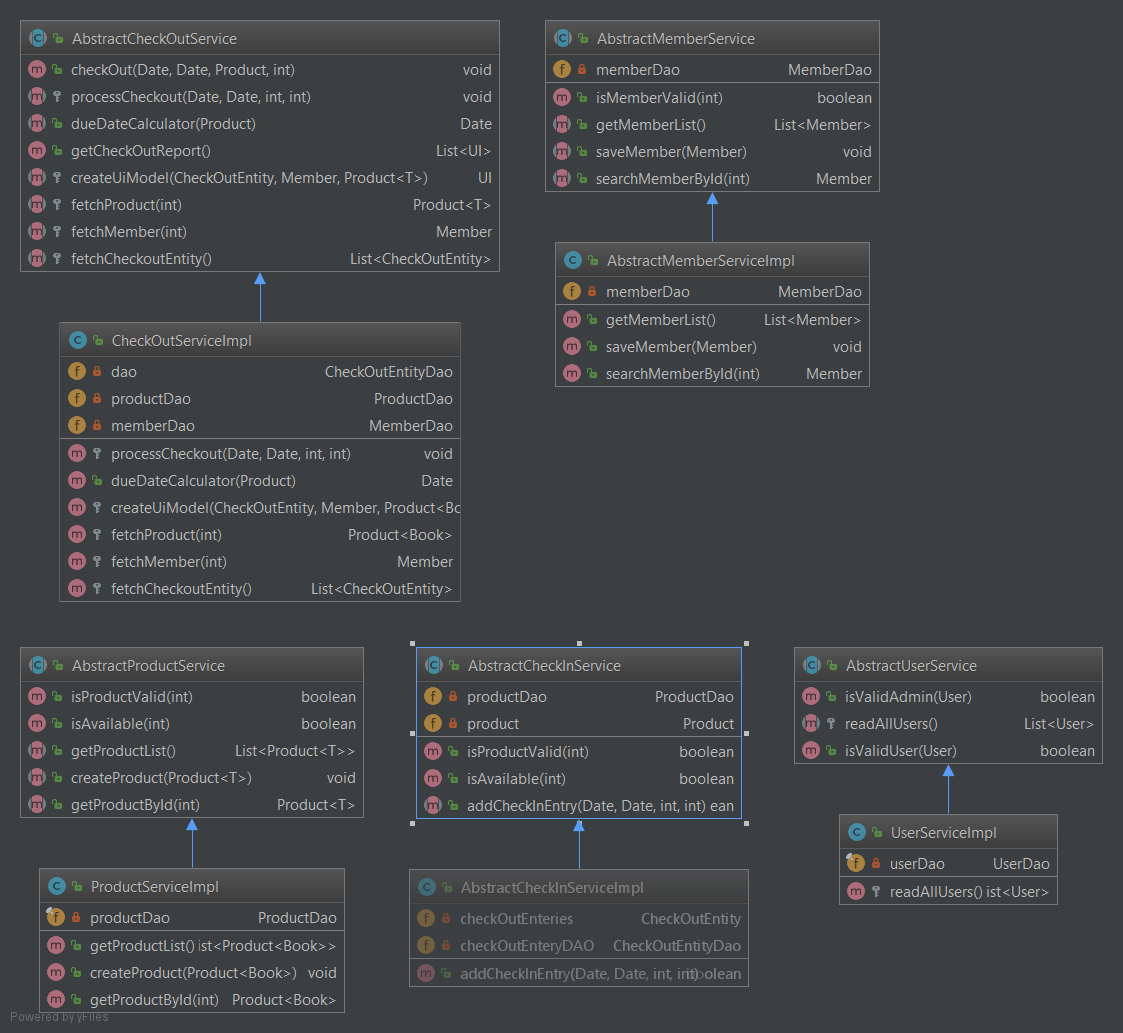 AbstractCheckOutService
checkOut(Date, Date, Product, int) void
processCheckout(Date, Date, int, int) void
dueDateCalculator(Product) Date
getCheckOutReport() List<UI>
createUiModel(CheckOutEntity, Member, Product<T>) UI
fetchProduct(int) Product<T>
fetchMember(int) Member
fetchCheckoutEntity() List<CheckOutEntity>
AbstractMemberService
memberDao MemberDao
isMemberValid(int) boolean
getMemberList() List<Member>
saveMember(Member) void
searchMemberById(int) Member
CheckOutServiceImpl
dao CheckOutEntityDao
productDao ProductDao
memberDao MemberDao
processCheckout(Date, Date, int, int) void
dueDateCalculator(Product) Date
createUiModel(CheckOutEntity, Member, Product<Bo
fetchProduct(int) Product<Book>
fetchMember(int) Member
fetchCheckoutEntity() List<CheckOutEntity>
AbstractMemberServiceImpl
memberDao MemberDao
getMemberList() List<Member>
saveMember(Member) void
searchMemberById(int) Member
AbstractProductService
isProductValid(int) boolean
isAvailable(int) boolean
getProductList() List<Product<T>>
createProduct(Product<T>) void
getProductById(int) Product<T>
AbstractCheckInService
productDao ProductDao
product Product
isProductValid(int) boolean
isAvailable(int) boolean
addCheckInEntry(Date, Date, int, int) ean
AbstractUserService
isValidAdmin(User) boolean
readAllUsers() List<User>
isValidUser(User) boolean
ProductServiceImpl
productDao ProductDao
getProductList() ist<Product<Book>>
createProduct(Product<Book>) void
getProductById(int) Product<Book>
AbstractCheckInServiceImpl
checkOutEnteries CheckOutEntity
checkOutEnteryDAO CheckOutEntityDao
addCheckInEntry(Date, Date, int, int) olean
UserServiceImpl
userDao UserDao
readAllUsers() ist<User>
Powered by yFiles